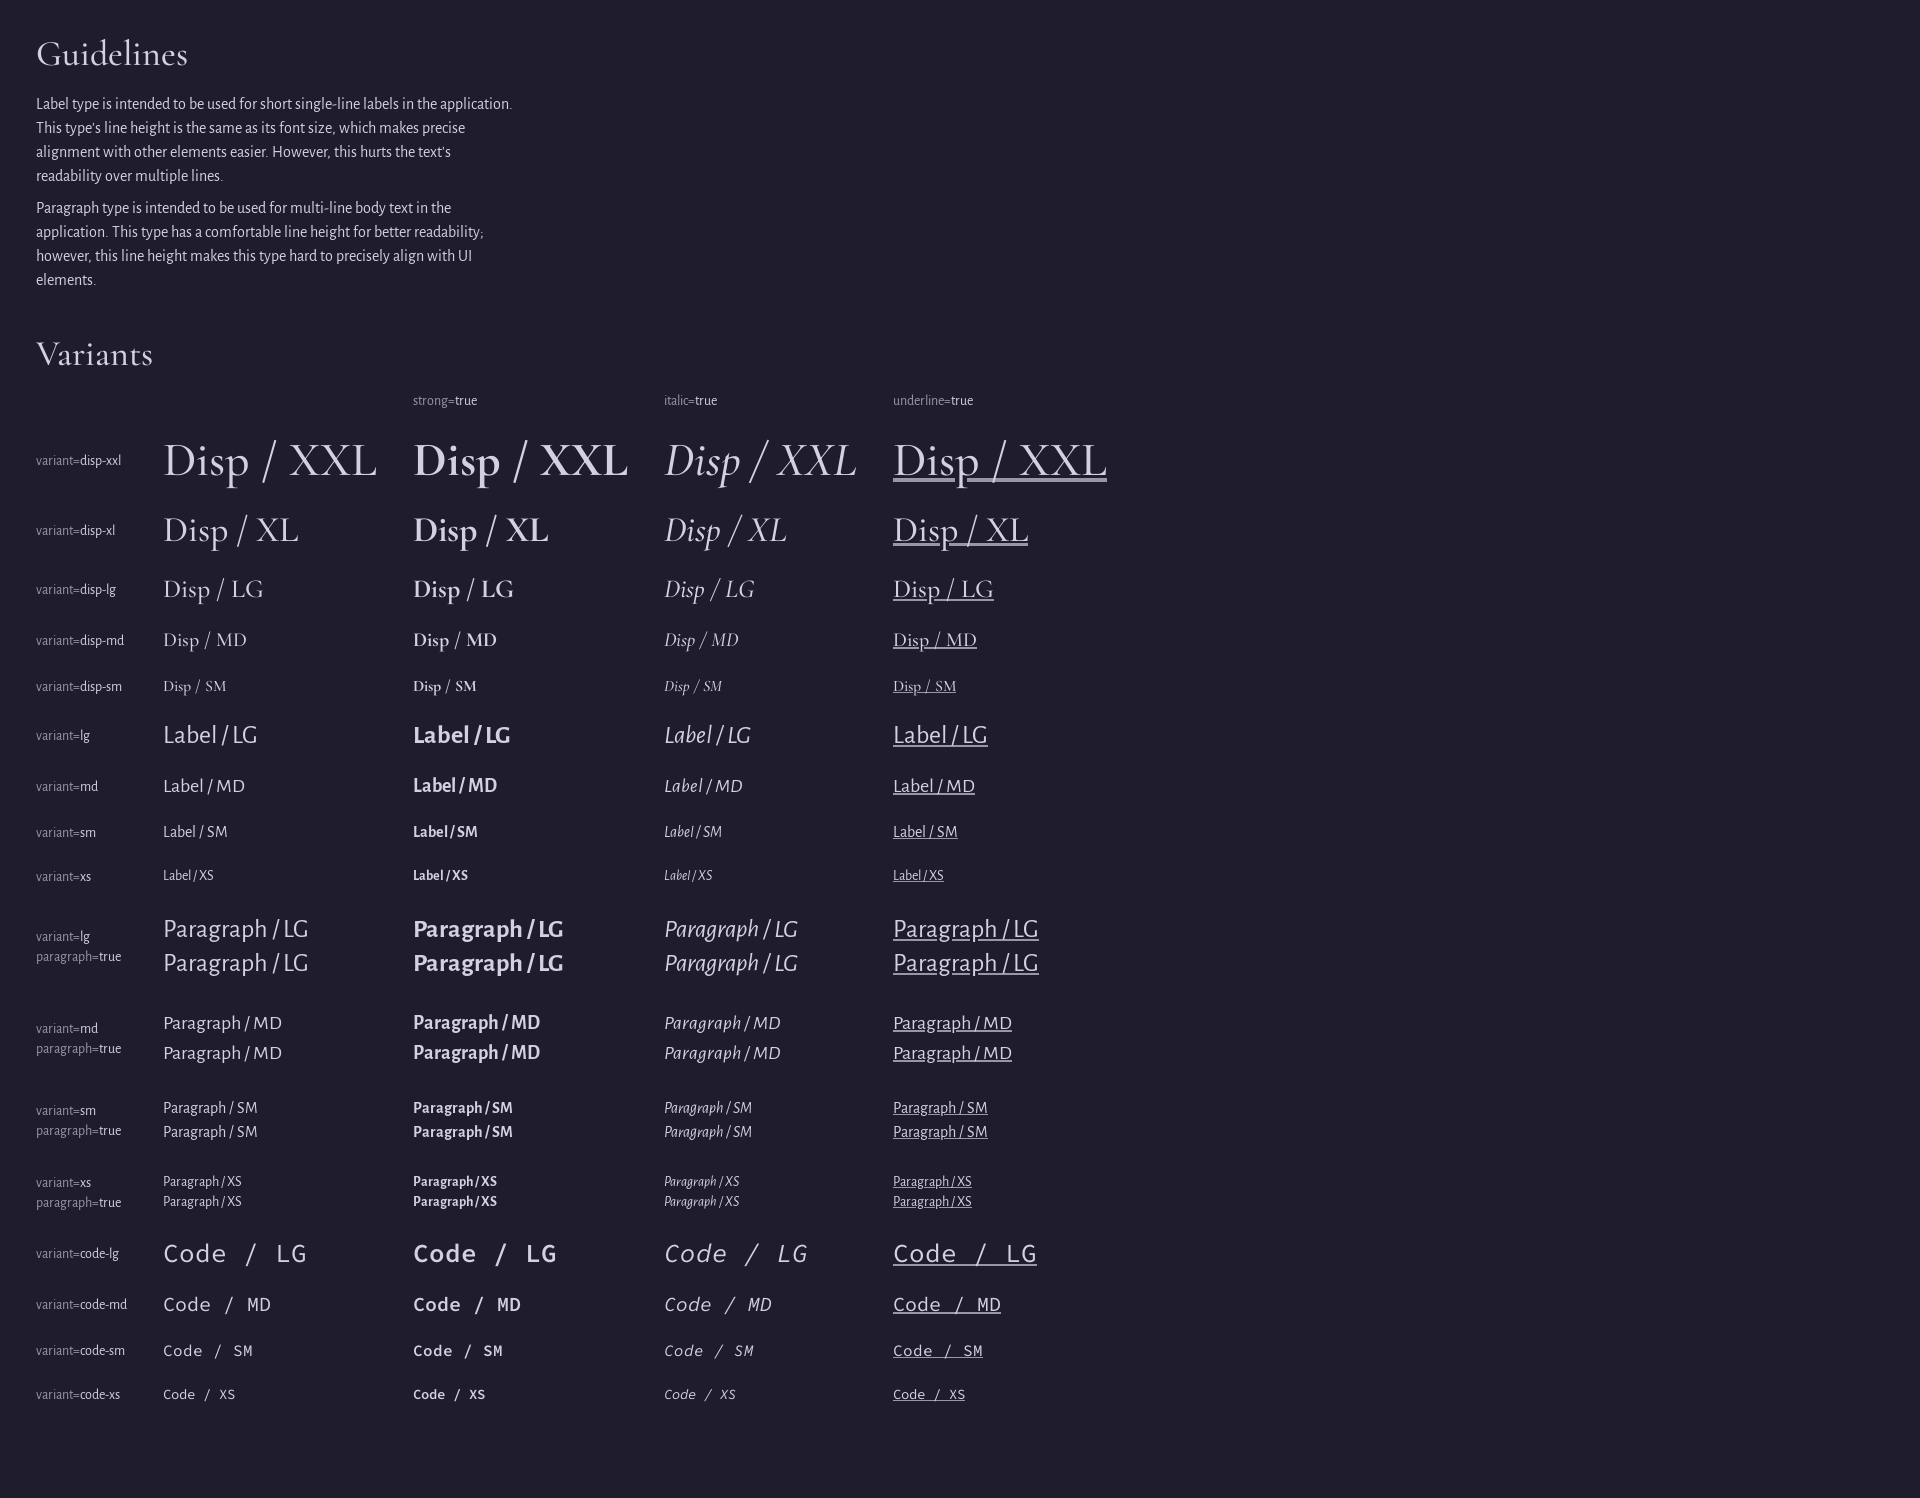 Guidelines
Label type is intended to be used for short single-line labels in the application.
This type's line height is the same as its font size, which makes precise
alignment with other elements easier. However, this hurts the text's
readability over multiple lines.
Paragraph type is intended to be used for multi-line body text in the
application. This type has a comfortable line height for better readability;
however, this line height makes this type hard to precisely align with UI
elements.
Variants
strong=true italic=true underline=true
variant=disp-xxl Disp / XXL Disp / XXL Disp / XXL Disp / XXL
variant=disp-xl Disp / XL Disp / XL Disp / XL Disp / XL
variant=disp-lg Disp / LG Disp / LG Disp / LG Disp / LG
variant=disp-md Disp / MD Disp / MD Disp / MD Disp / MD
variant=disp-sm Disp / SM Disp / SM Disp / SM Disp / SM
variant=lg Label / LG Label / LG Label / LG Label / LG
variant=md Label / MD Label / MD Label / MD Label / MD
variant=sm Label / SM Label / SM Label / SM Label / SM
variant=xs Label / XS Label / XS Label / XS Label / XS
variant=lg Paragraph / LG Paragraph / LG Paragraph / LG Paragraph / LG
paragraph=true Paragraph / LG Paragraph / LG Paragraph / LG Paragraph / LG
variant=md Paragraph / MD Paragraph / MD Paragraph / MD Paragraph / MD
paragraph=true Paragraph / MD Paragraph / MD Paragraph / MD Paragraph / MD
variant=sm Paragraph / SM Paragraph / SM Paragraph / SM Paragraph / SM
paragraph=true Paragraph / SM Paragraph / SM Paragraph / SM Paragraph / SM
variant=xs Paragraph / XS Paragraph / XS Paragraph / XS Paragraph / XS
paragraph=true Paragraph / XS Paragraph / XS Paragraph / XS Paragraph / XS
variant=code-lg Code / LG Code / LG Code / LG Code / LG
variant=code-md Code / MD Code / MD Code / MD Code / MD
variant=code-sm Code / SM Code / SM Code / SM Code / SM
variant=code-xs Code / XS Code / XS Code / XS Code / XS